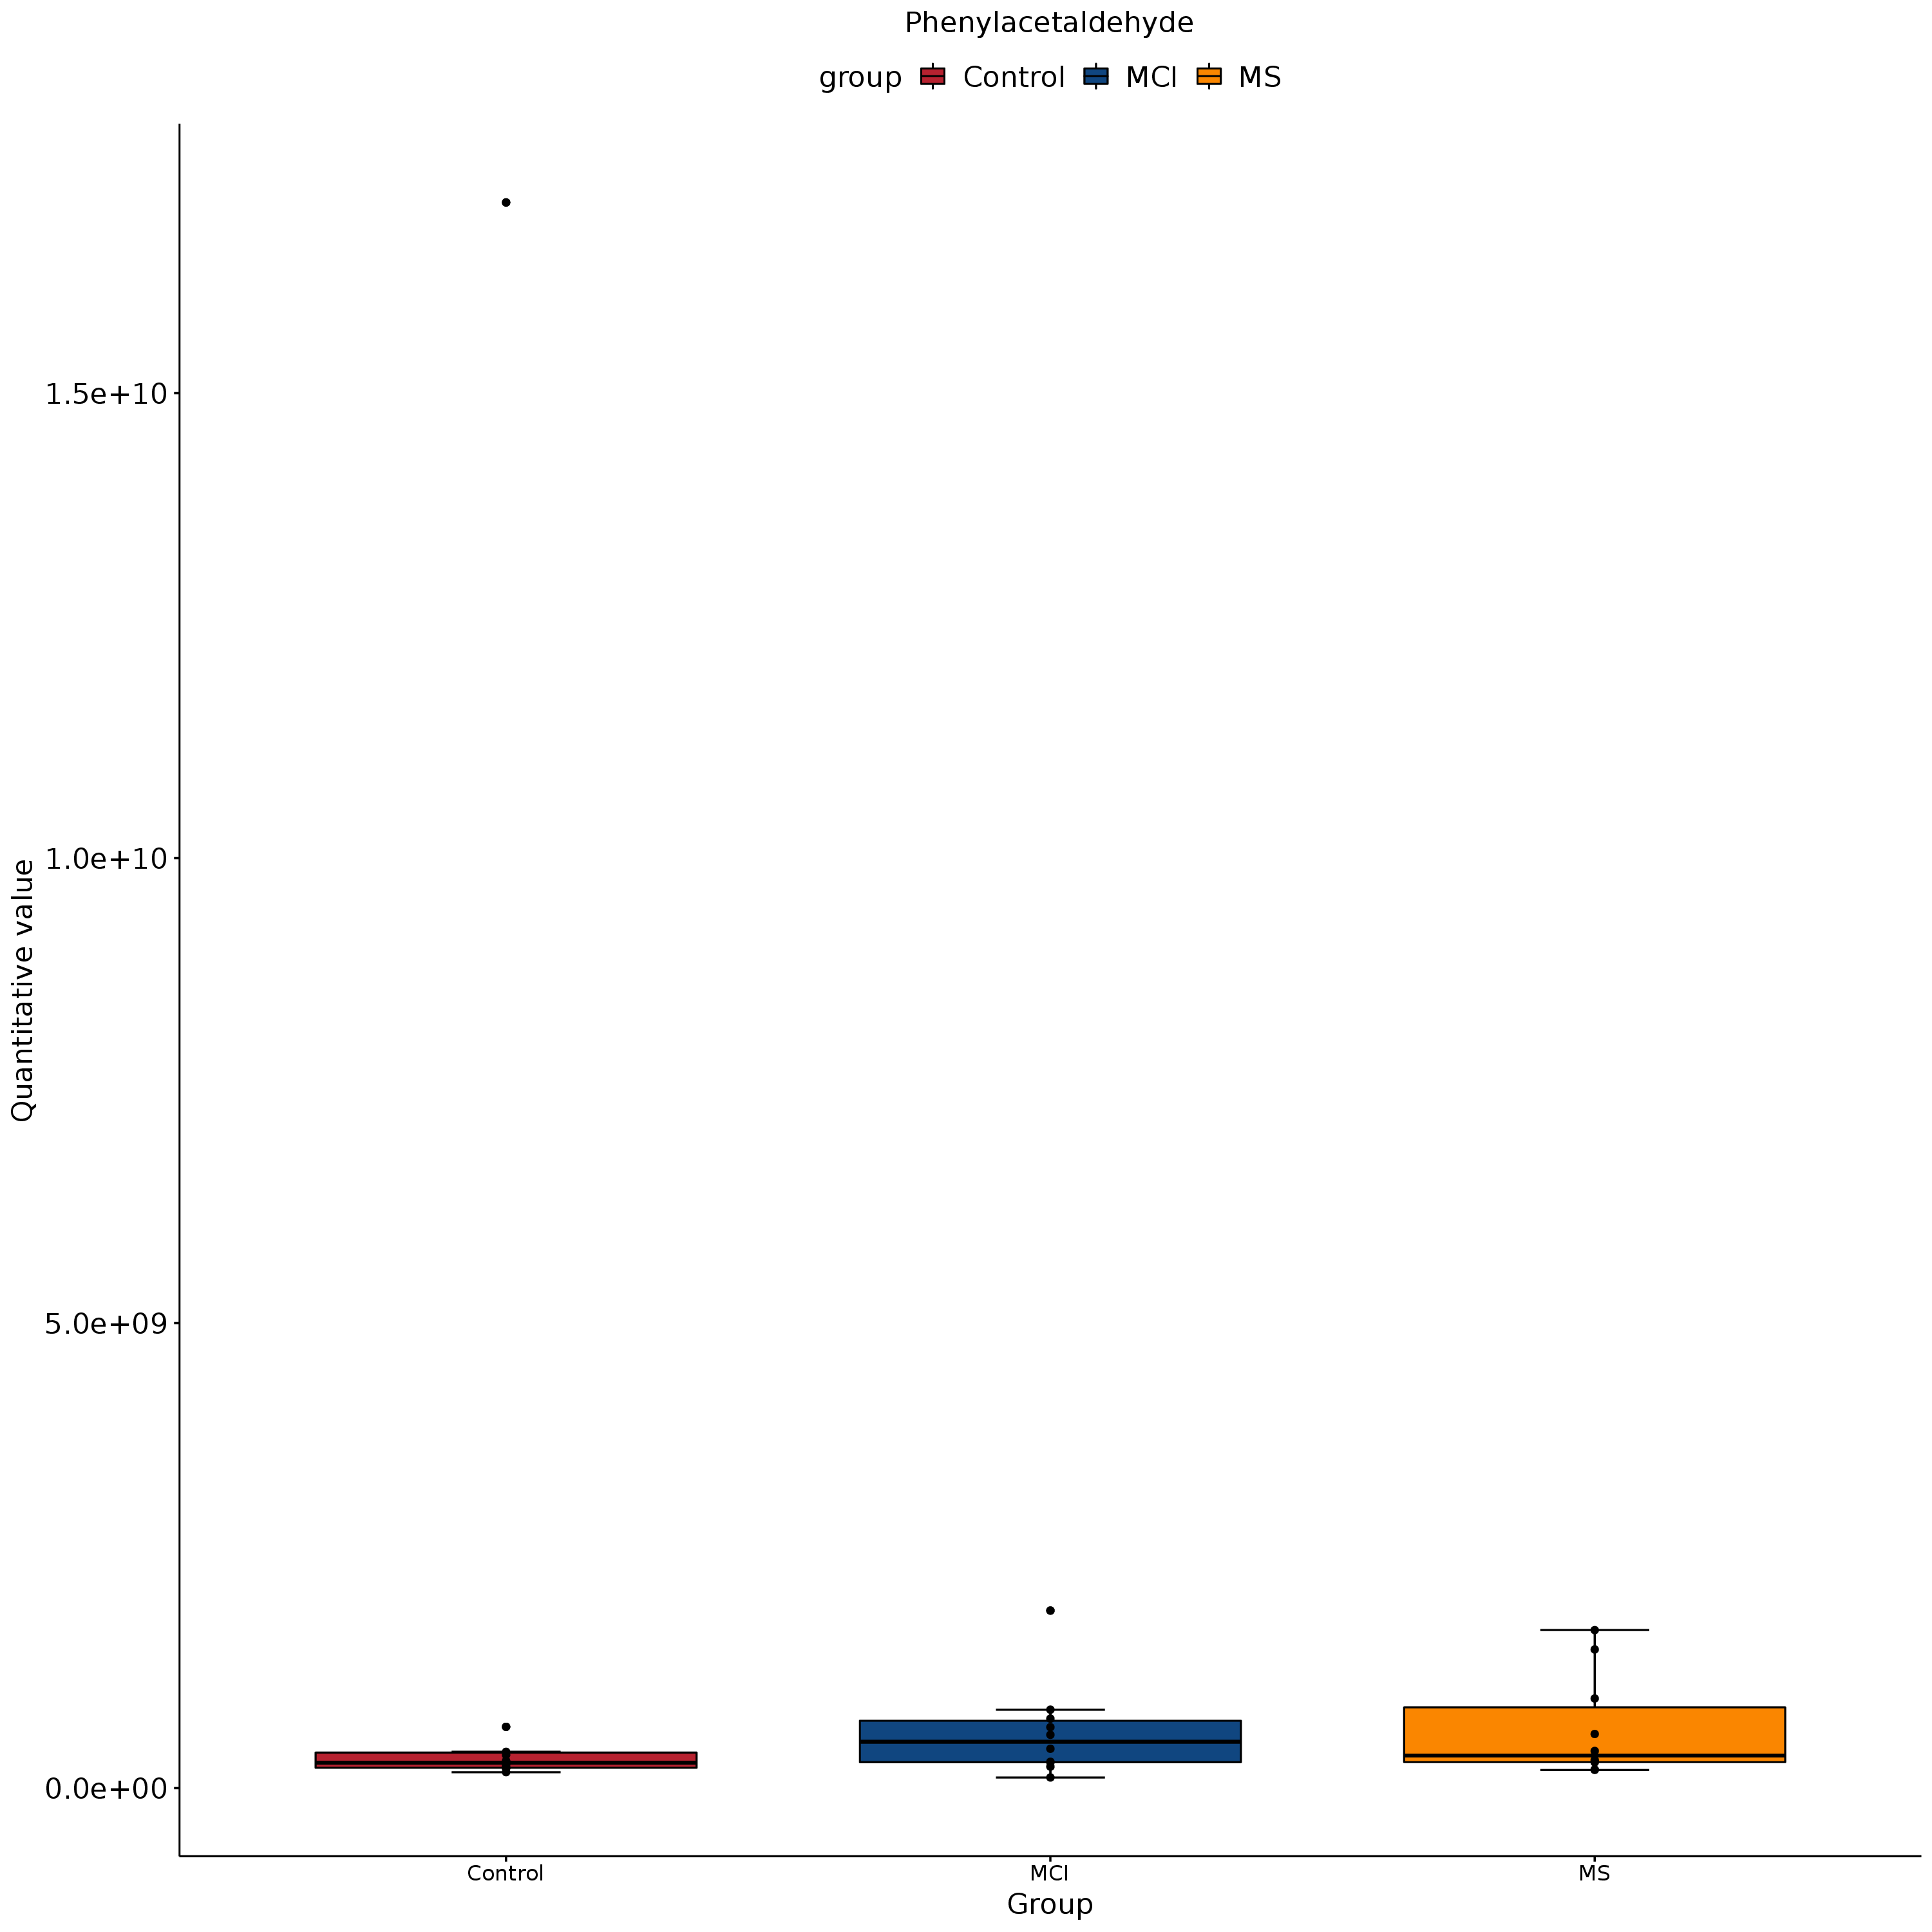 Phenylacetaldehyde
group Control MCI MS
Quantitative value
1.5e+10
1.0e+10
5.0e+09
0.0e+00
Control MCI MS
Group